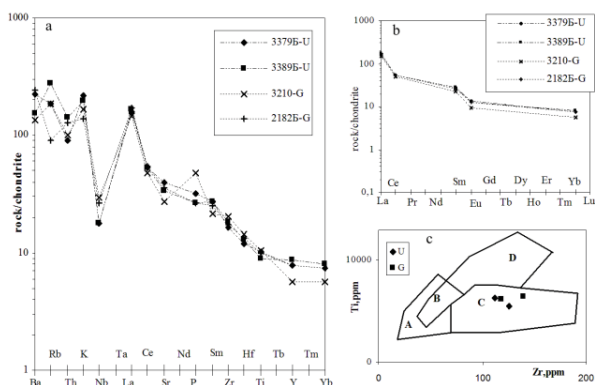 1000
100
10
1
rock/chondrite
a
3379Б-U
3389Б-U
3210-G
2182Б-G
Rb K Ta Ce Nd Sm Hf Tb Tm
Ba Th Nb La Sr P Zr Ti Y Yb
1000
100
10
1
0,1
rock/chondrite
b
3379Б-U
3389Б-U
3210-G
2182Б-G
Ce Sm Gd Dy Er Yb
La Pr Nd Eu Tb Ho Tm Lu
10000
0
Ti,ppm
U
G
C
A
B
C
D
0 100 200
Zr,ppm